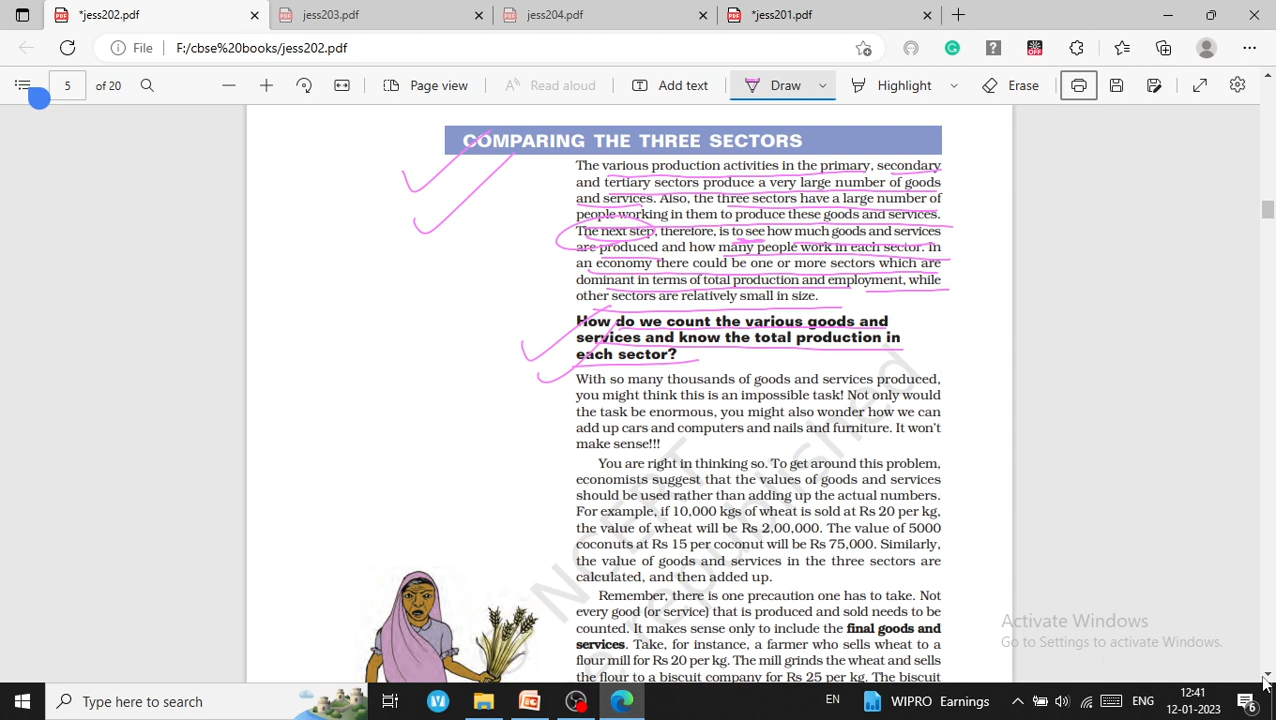 *jess202.pdf
jess203.pdf
jess204.pdf
*jess201.pdf
File F:/cbse%20books/jess202.pdf
5 of 20 Page view Read aloud Add text Draw Highlight Erase
COMPARING THE THREE SECTORS
The various production activities in the primary, secondary
and tertiary sectors produce a very large number of goods
and services. Also, the three sectors have a large number of
people working in them to produce these goods and services.
The next step, therefore, is to see how much goods and services
are produced and how many people work in each sector. In
an economy there could be one or more sectors which are
dominant in terms of total production and employment, while
other sectors are relatively small in size.
How do we count the various goods and
services and know the total production in
each sector?
With so many thousands of goods and services produced,
you might think this is an impossible task! Not only would
the task be enormous, you might also wonder how we can
add up cars and computers and nails and furniture. It won't
make sense!!!
You are right in thinking so. To get around this problem,
economists suggest that the values of goods and services
should be used rather than adding up the actual numbers.
For example, if 10,000 kgs of wheat is sold at Rs 20 per kg,
the value of wheat will be Rs 2,00,000. The value of 5000
coconuts at Rs 15 per coconut will be Rs 75,000. Similarly,
the value of goods and services in the three sectors are
calculated, and then added up.
Remember, there is one precaution one has to take. Not
every good (or service) that is produced and sold needs to be
counted. It makes sense only to include the final goods and
services. Take, for instance, a farmer who sells wheat to a
flour mill for Rs 20 per kg. The mill grinds the wheat and sells
the flour to a biscuit company for Rs 25 per kg. The biscuit
NCERT
republished
Activate Windows
Go to Settings to activate Windows.
Type here to search
EN
WIPRO Earnings
ENG
12:41
12-01-2023
6